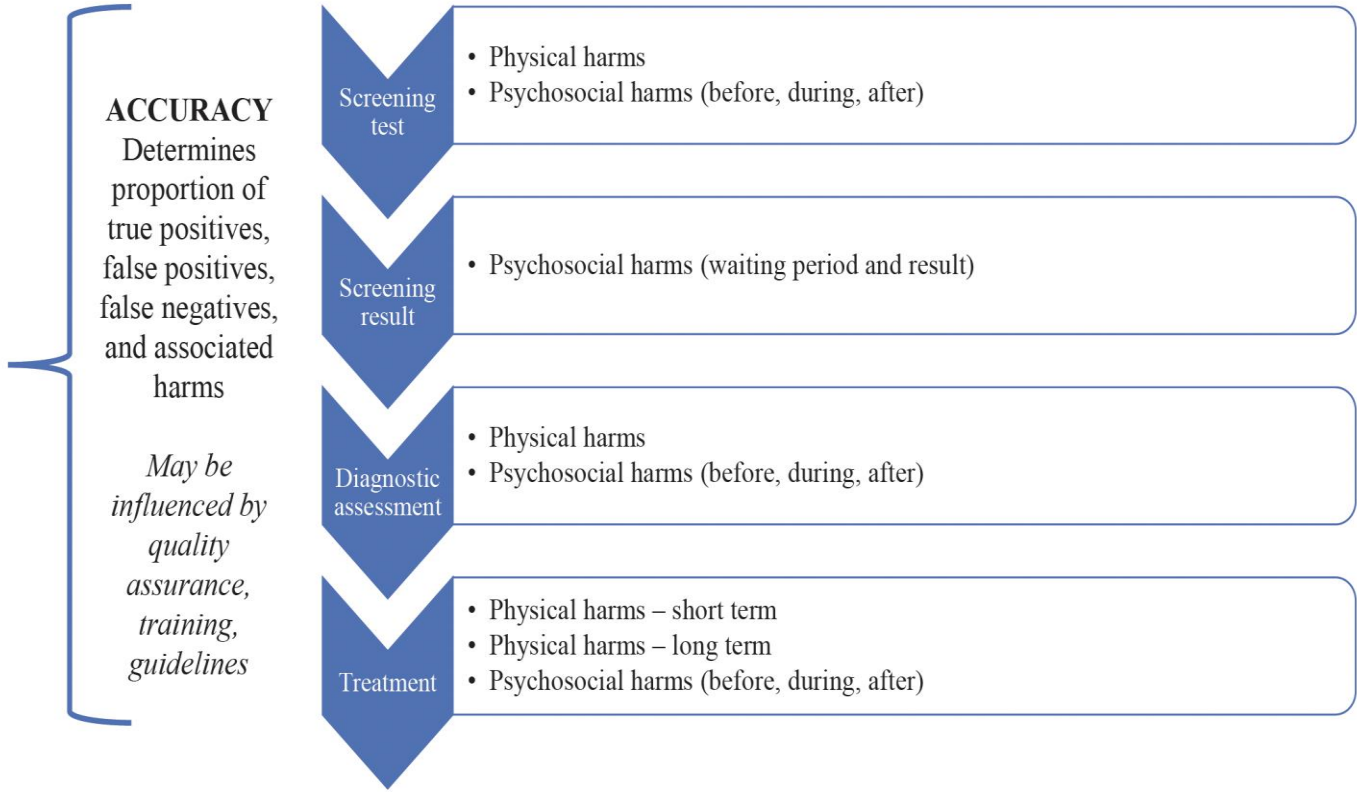 ACCURACY
Determines
proportion of
true positives,
false positives,
false negatives,
and associated
harms
May be
influenced by
quality
assurance,
training,
guidelines
Screening
test
• Physical harms
• Psychosocial harms (before, during, after)
Screening
result
• Psychosocial harms (waiting period and result)
Diagnostic
assessment
• Physical harms
• Psychosocial harms (before, during, after)
Treatment
• Physical harms – short term
• Physical harms – long term
• Psychosocial harms (before, during, after)